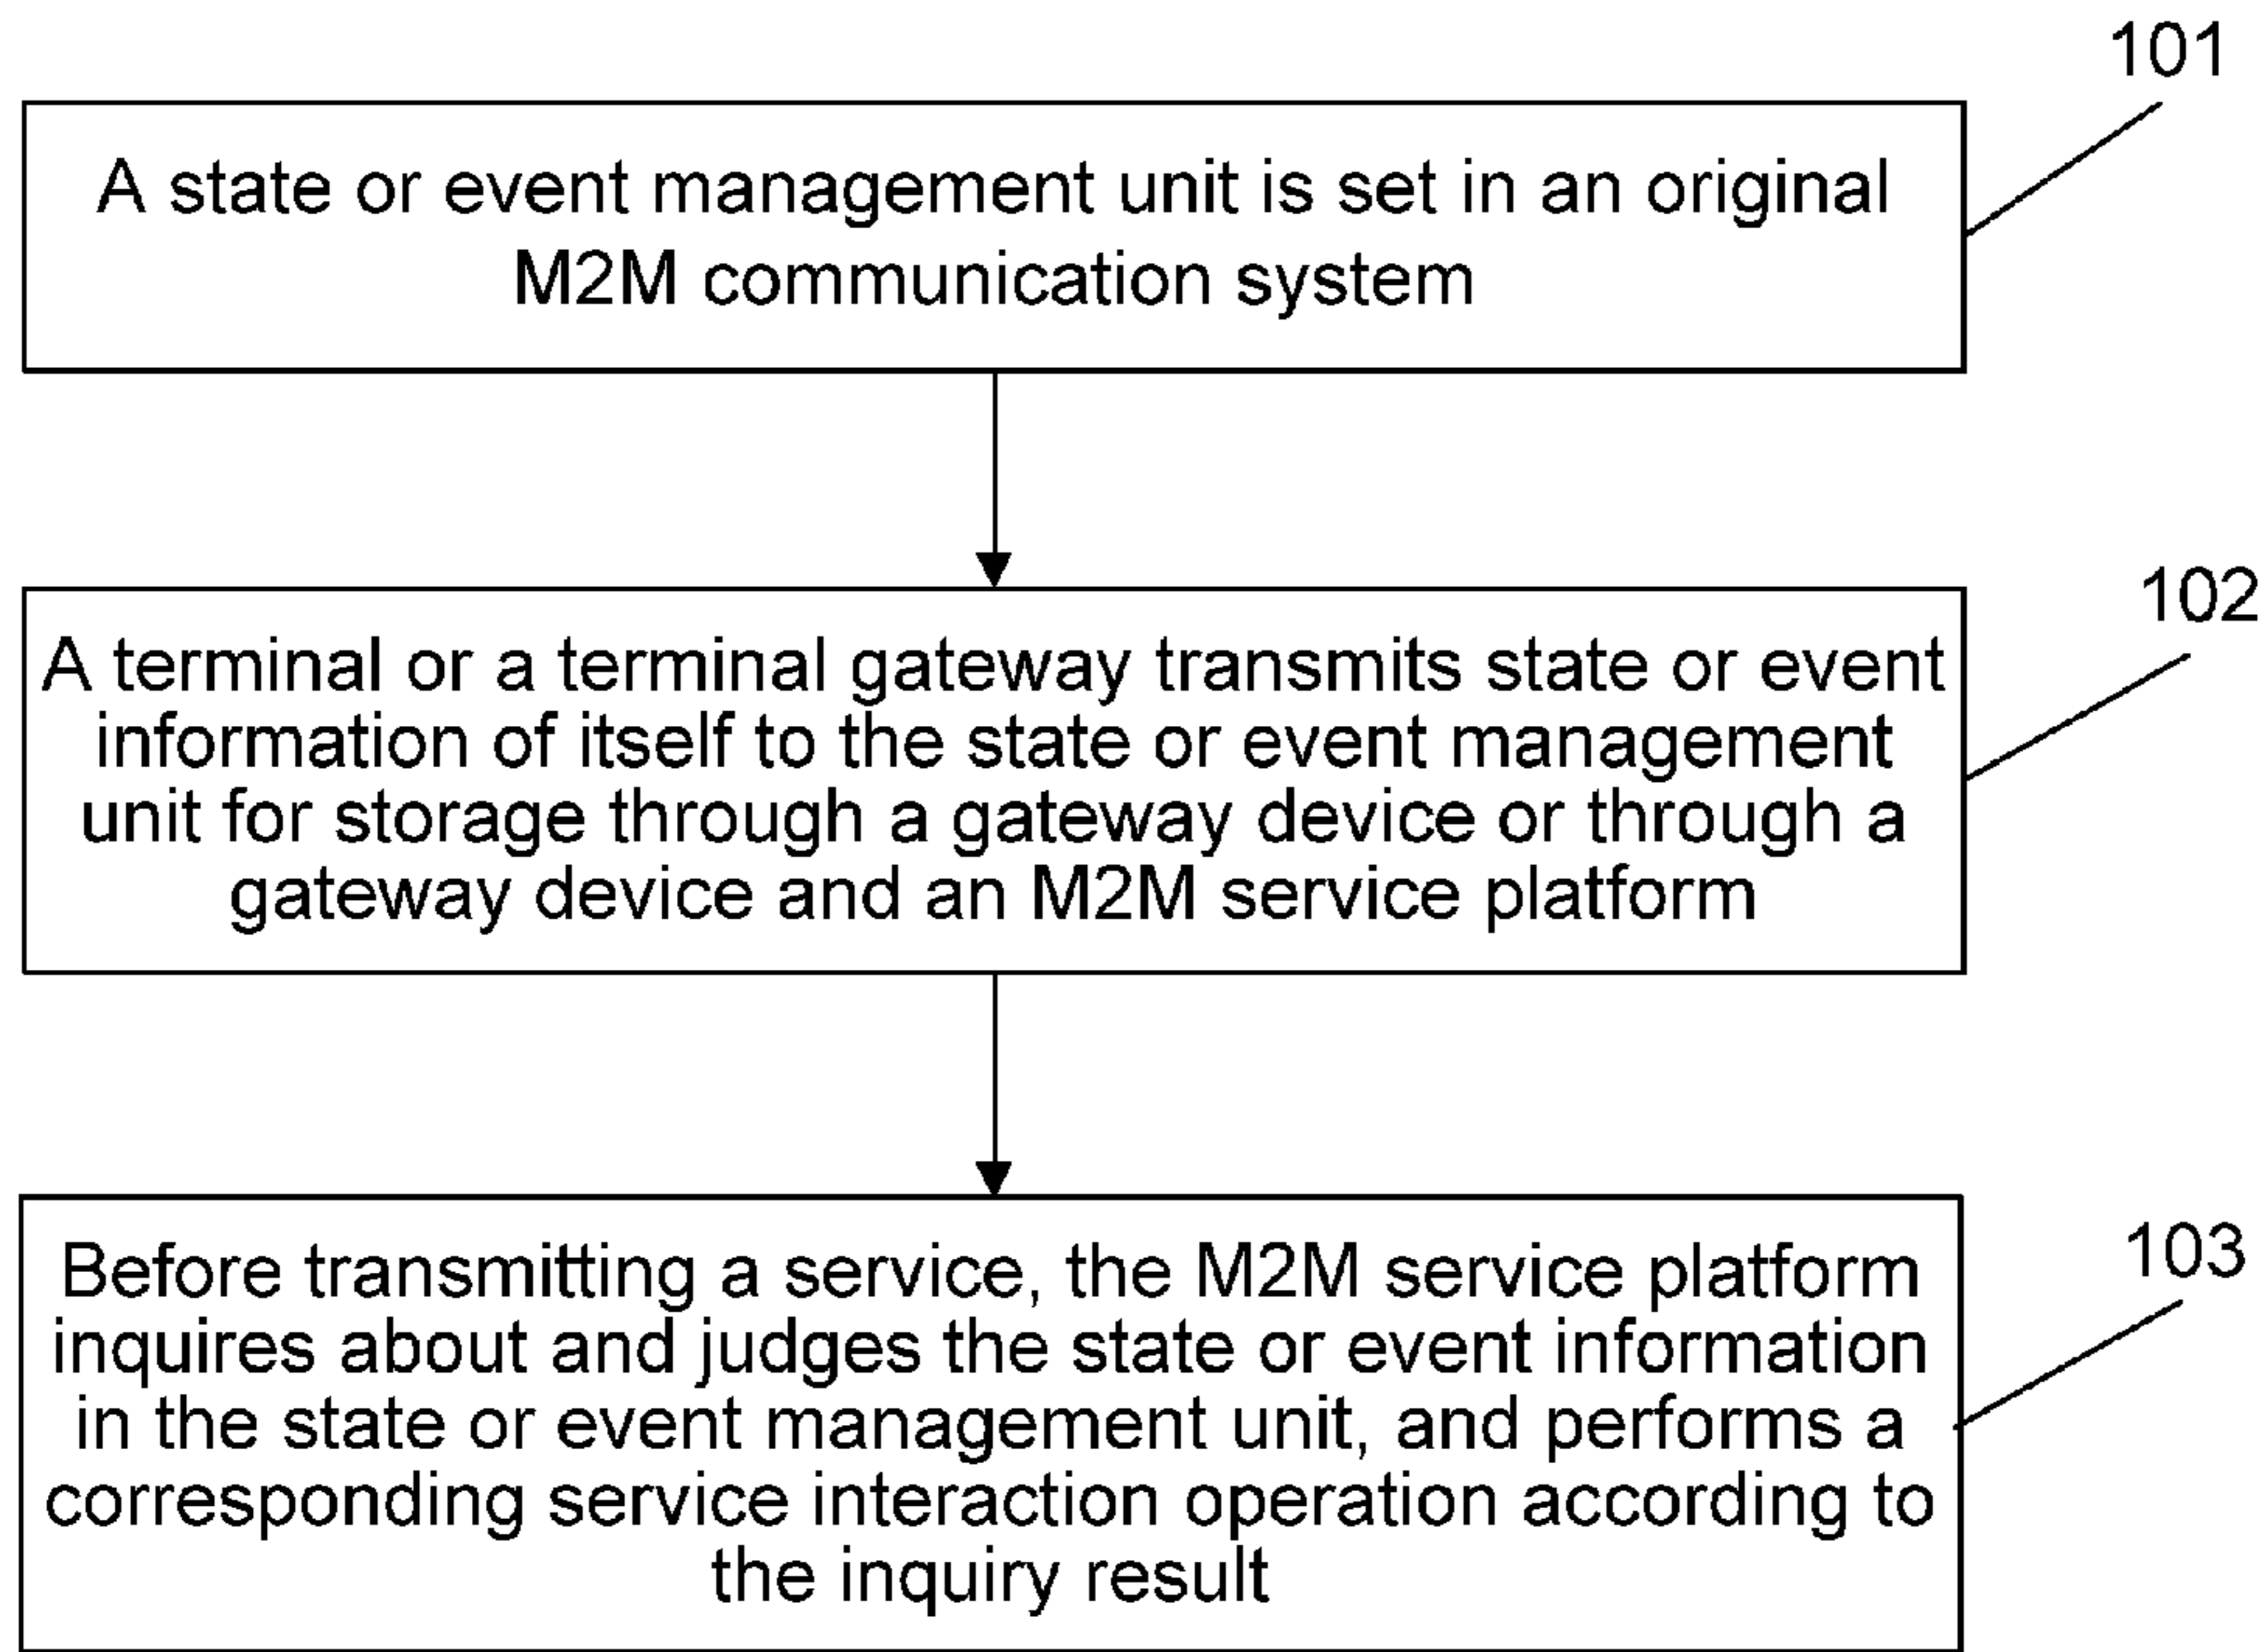 101
A state or event management unit is set in an original
M2M communication system
102
A terminal or a terminal gateway transmits state or event
information of itself to the state or event management
unit for storage through a gateway device or through a
gateway device and an M2M service platform
103
Before transmitting a service, the M2M service platform
inquires about and judges the state or event information
in the state or event management unit, and performs a
corresponding service interaction operation according to
the inquiry result